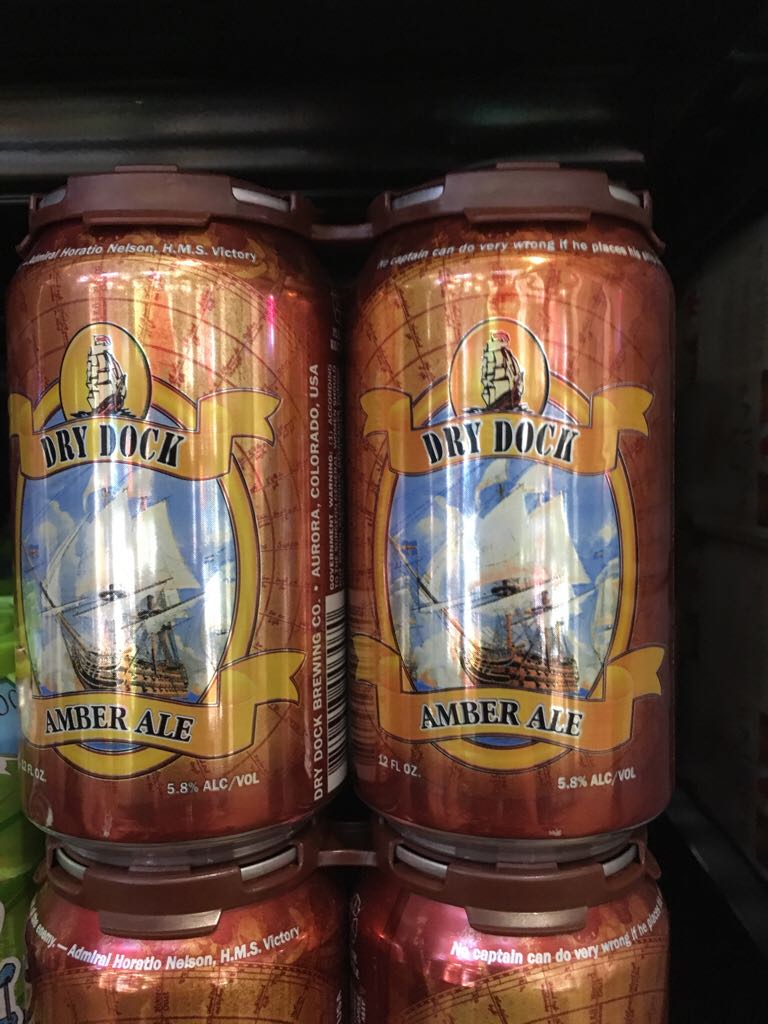 Admiral Horatio Nelson, H.M.S. Victory
DRY DOCK
AMBER ALE
12 FL OZ.
5.8% ALC/VOL
DRY DOCK BREWING CO. • AURORA, COLORADO, USA
GOVERNMENT WARNING: (1) ACCORDING
No captain can do very wrong if he places his
DRY DOCK
AMBER ALE
12 FL OZ.
5.8% ALC/VOL
enemy. — Admiral Horatio Nelson, H.M.S. Victory
No captain can do very wrong if he places